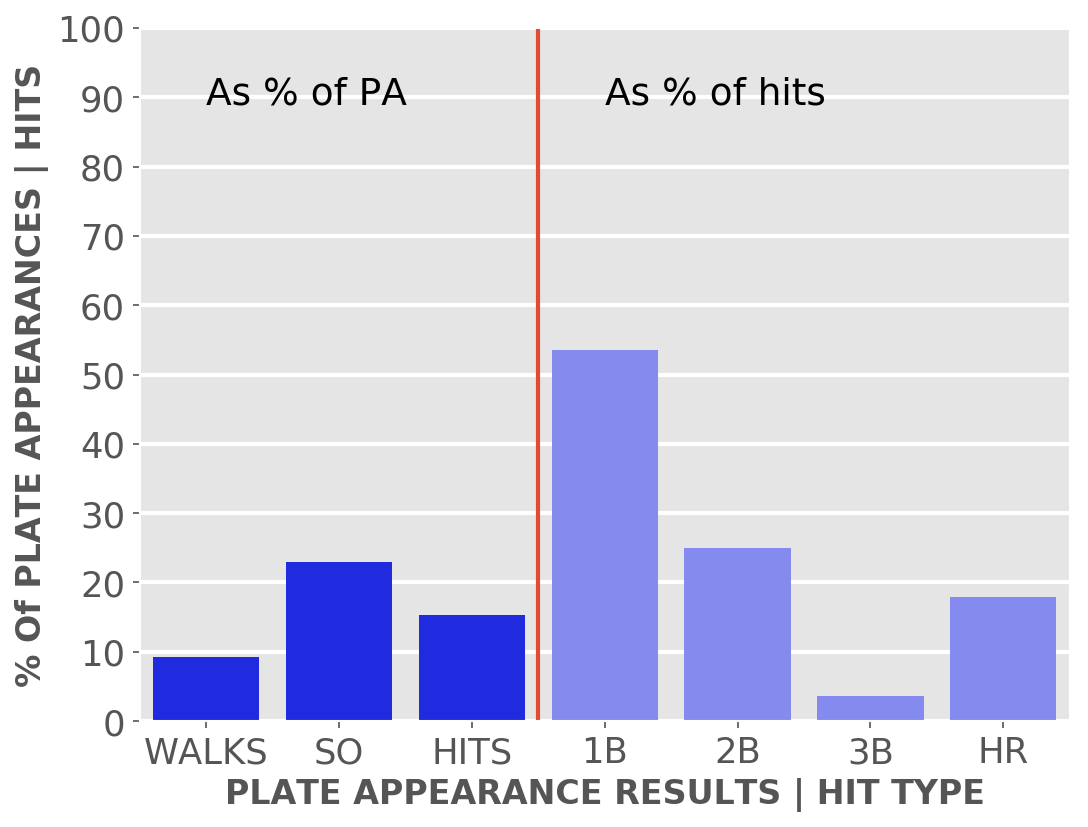 % Of PLATE APPEARANCES | HITS
100
90
80
70
60
50
40
30
20
10
0
As % of PA
As % of hits
WALKS SO HITS 1B 2B 3B HR
PLATE APPEARANCE RESULTS | HIT TYPE